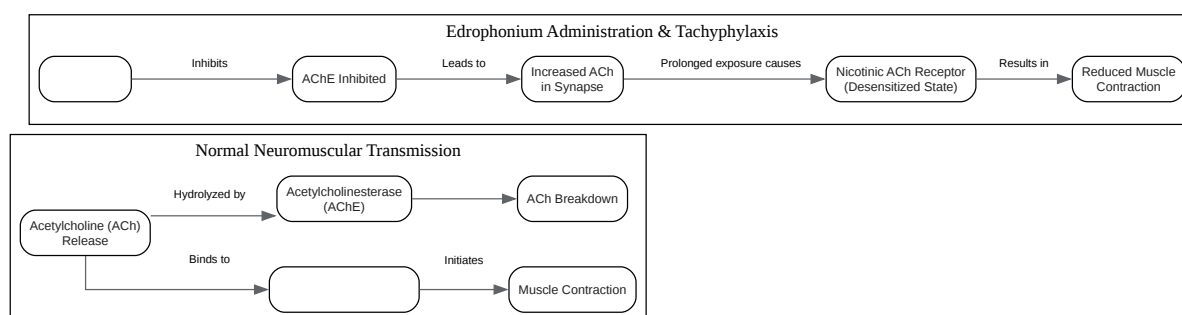 Edrophonium Administration & Tachyphylaxis
Inhibits
AChE Inhibited
Leads to
Increased ACh
in Synapse
Prolonged exposure causes
Nicotinic ACh Receptor
(Desensitized State)
Results in
Reduced Muscle
Contraction
Normal Neuromuscular Transmission
Acetylcholine (ACh)
Release
Hydrolyzed by
Acetylcholinesterase
(AChE)
ACh Breakdown
Binds to
Initiates
Muscle Contraction